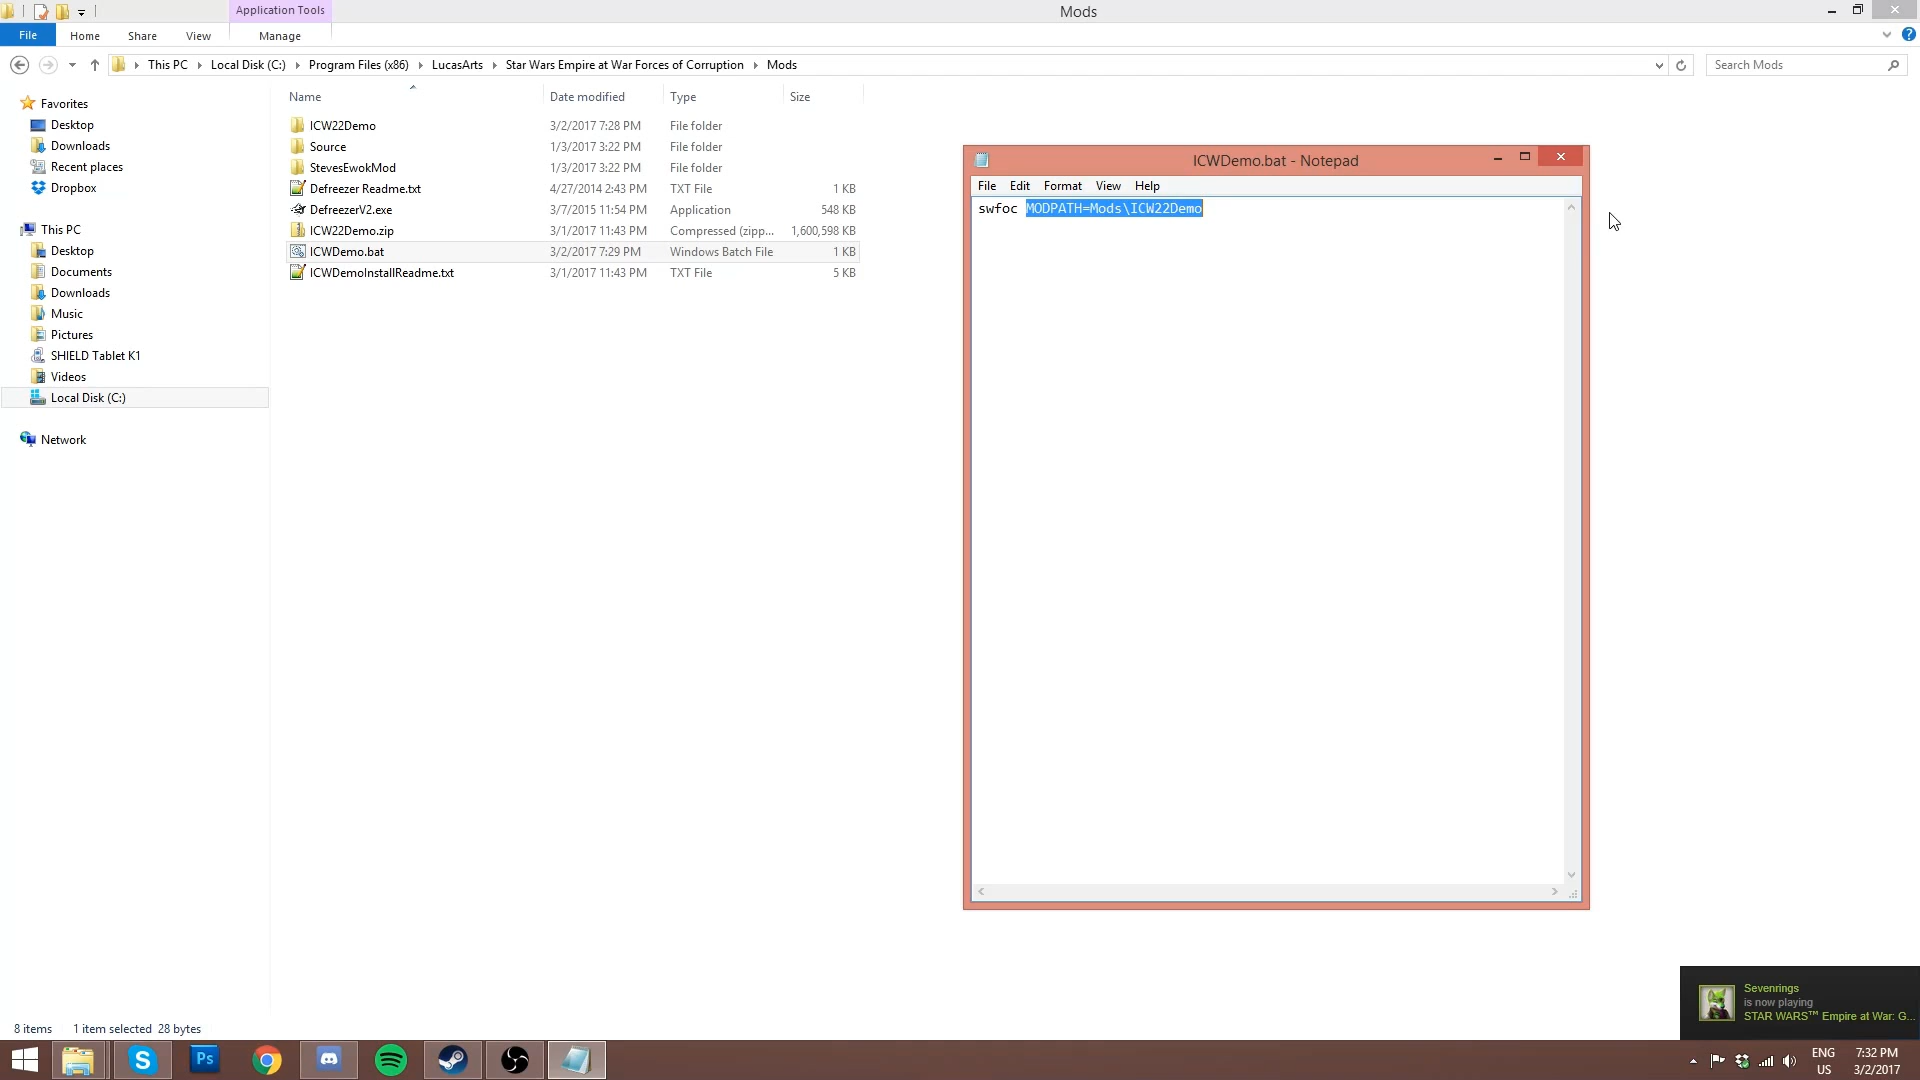 Application Tools
Mods
File Home Share View Manage
This PC Local Disk (C:) Program Files (x86) LucasArts Star Wars Empire at War Forces of Corruption Mods
Search Mods
Name Date modified Type Size
ICW22Demo 3/2/2017 7:28 PM File folder
Source 1/3/2017 3:22 PM File folder
StevesEwokMod 1/3/2017 3:22 PM File folder
Defreezer Readme.txt 4/27/2014 2:43 PM TXT File 1 KB
DefreezerV2.exe 3/7/2015 11:54 PM Application 548 KB
ICW22Demo.zip 3/1/2017 11:43 PM Compressed (zipp... 1,600,598 KB
ICWDemo.bat 3/2/2017 7:29 PM Windows Batch File 1 KB
ICWDemoInstallReadme.txt 3/1/2017 11:43 PM TXT File 5 KB
Favorites
Desktop
Downloads
Recent places
Dropbox
This PC
Desktop
Documents
Downloads
Music
Pictures
SHIELD Tablet K1
Videos
Local Disk (C:)
Network
ICWDemo.bat - Notepad
File Edit Format View Help
swfoc MODPATH=Mods\ICW22Demo
Sevenrings
is now playing
STAR WARS™ Empire at War: G...
8 items 1 item selected 28 bytes
Ps
ENG
US
7:32 PM
3/2/2017